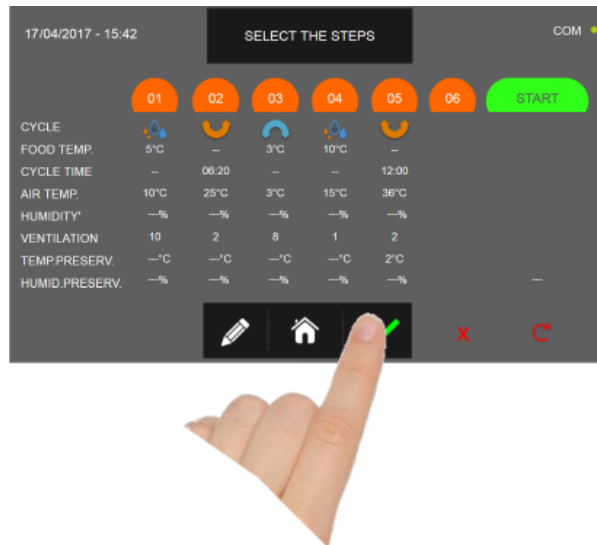 17/04/2017 - 15:42 SELECT THE STEPS COM
01 02 03 04 05 06 START
CYCLE
FOOD TEMP. 5°C -- 3°C 10°C --
CYCLE TIME -- 06:20 -- -- 12:00
AIR TEMP. 10°C 25°C 3°C 15°C 36°C
HUMIDITY' ---% ---% ---% ---% ---%
VENTILATION 10 2 8 1 2
TEMP.PRESERV. ---°C ---°C ---°C ---°C 2°C
HUMID.PRESERV. ---% ---% ---% ---% ---% ---
X